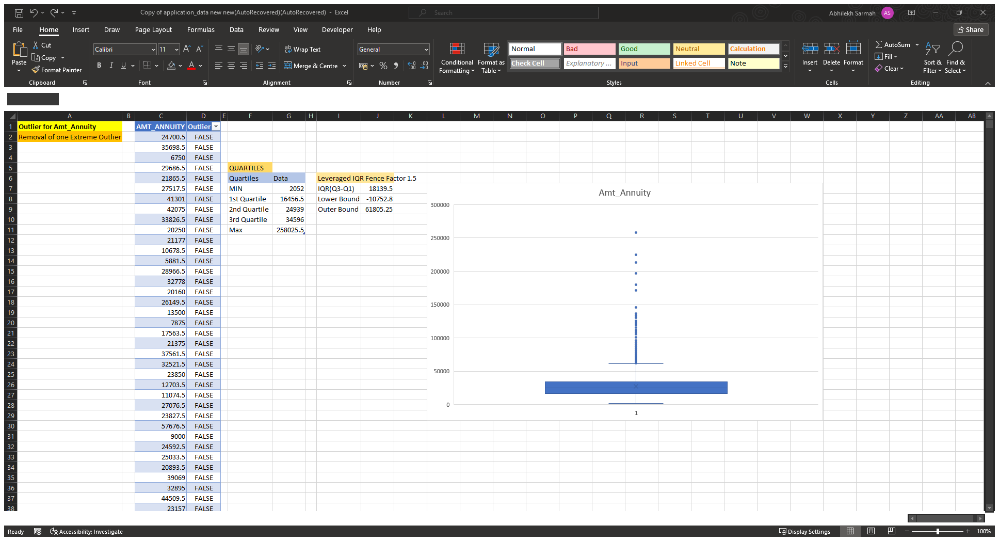 Copy of application_data new new(AutoRecovered)(AutoRecovered) - Excel
Search
Abhilekh Sarmah
AS
File Home Insert Draw Page Layout Formulas Data Review View Developer Help
Share
Paste
Cut
Copy
Format Painter
Clipboard
Calibri 11
B I U
A
Font
ab Wrap Text
Merge & Centre
Alignment
General
%
Number
Conditional Formatting
Format as Table
Normal Bad Good Neutral Calculation
Check Cell Explanatory ... Input Linked Cell Note
Styles
Insert Delete Format
Cells
AutoSum
Fill
Clear
Sort & Filter
Find & Select
Editing
A B C D E F G H I J K L M N O P Q R S T U V W X Y Z AA AB
1 Outlier for Amt_Annuity AMT_ANNUITY Outlier
2 Removal of one Extreme Outlier 24700.5 FALSE
3 35698.5 FALSE
4 6750 FALSE
5 29686.5 FALSE QUARTILES
6 21865.5 FALSE Quartiles Data Leveraged IQR Fence Factor 1.5
7 27517.5 FALSE MIN 2052 IQR(Q3-Q1) 18139.5
8 41301 FALSE 1st Quartile 16456.5 Lower Bound -10752.8
9 42075 FALSE 2nd Quartile 24939 Outer Bound 61805.25
10 33826.5 FALSE 3rd Quartile 34596
11 20250 FALSE Max 258025.5
12 21177 FALSE
13 10678.5 FALSE
14 5881.5 FALSE
15 28966.5 FALSE
16 32778 FALSE
17 20160 FALSE
18 26149.5 FALSE
19 13500 FALSE
20 7875 FALSE
21 17563.5 FALSE
22 21375 FALSE
23 37561.5 FALSE
24 32521.5 FALSE
25 23850 FALSE
26 12703.5 FALSE
27 11074.5 FALSE
28 27076.5 FALSE
29 23827.5 FALSE
30 57676.5 FALSE
31 9000 FALSE
32 24592.5 FALSE
33 25033.5 FALSE
34 20893.5 FALSE
35 39069 FALSE
36 32895 FALSE
37 44509.5 FALSE
38 23157 FALSE
Amt_Annuity
300000
250000
200000
150000
100000
50000
0
1
Ready
Accessibility: Investigate
Display Settings
100%